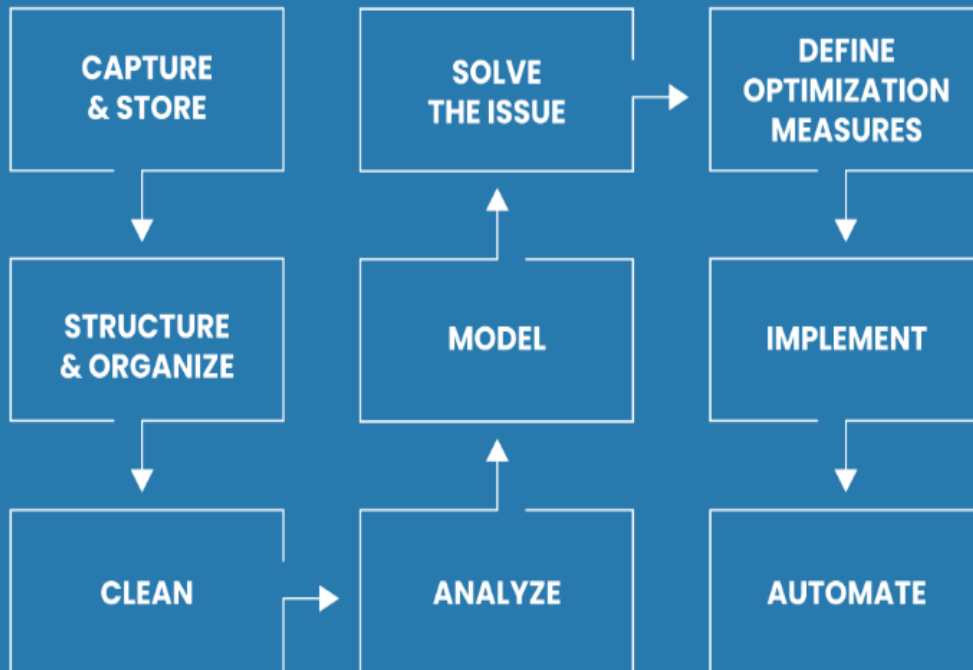 CAPTURE
& STORE
STRUCTURE
& ORGANIZE
CLEAN
ANALYZE
MODEL
SOLVE
THE ISSUE
DEFINE
OPTIMIZATION
MEASURES
IMPLEMENT
AUTOMATE